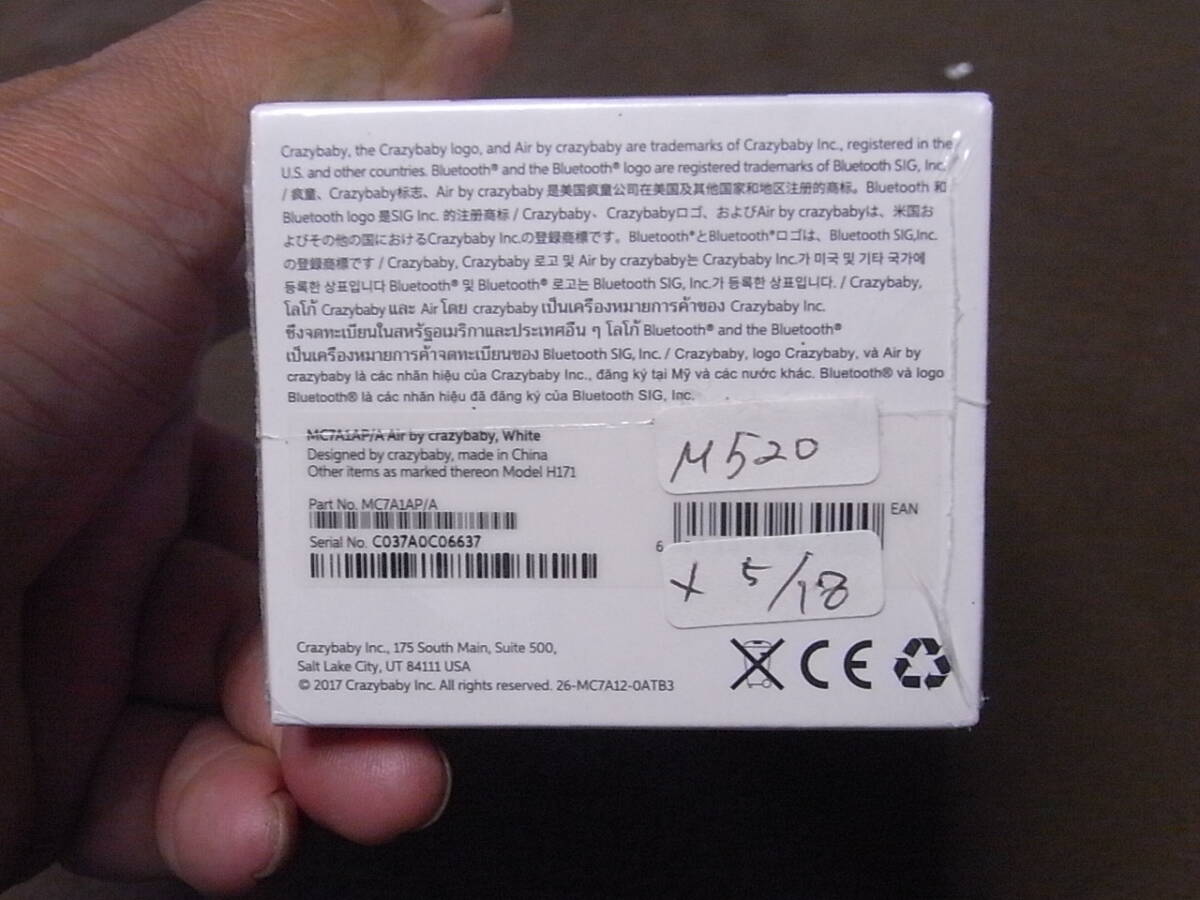 Crazybaby, the Crazybaby logo, and Air by crazybaby are trademarks of Crazybaby Inc., registered in the
U.S. and other countries. Bluetooth® and the Bluetooth® logo are registered trademarks of Bluetooth SIG, Inc.
/ 疯童、Crazybaby标志、Air by crazybaby 是美国疯童公司在美国及其他国家和地区注册的商标。Bluetooth 和
Bluetooth logo 是SIG Inc. 的注册商标 / Crazybaby、Crazybabyロゴ、およびAir by crazybabyは、米国お
よびその他の国におけるCrazybaby Inc.の登録商標です。Bluetooth®とBluetooth®ロゴは、Bluetooth SIG,Inc.
の登録商標です / Crazybaby, Crazybaby 로고 및 Air by crazybaby는 Crazybaby Inc.가 미국 및 기타 국가에
등록한 상표입니다 Bluetooth® 및 Bluetooth® 로고는 Bluetooth SIG, Inc.가 등록한 상표입니다. / Crazybaby,
โลโก้ Crazybaby และ Air โดย crazybaby เป็นเครื่องหมายการค้าของ Crazybaby Inc.
ซึ่งจดทะเบียนในสหรัฐอเมริกาและประเทศอื่น ๆ โลโก้ Bluetooth® and the Bluetooth®
เป็นเครื่องหมายการค้าจดทะเบียนของ Bluetooth SIG, Inc. / Crazybaby, logo Crazybaby, và Air by
crazybaby là các nhãn hiệu của Crazybaby Inc., đăng ký tại Mỹ và các nước khác. Bluetooth® và logo
Bluetooth® là các nhãn hiệu đã đăng ký của Bluetooth SIG, Inc.
MC7A1AP/A Air by crazybaby, White
Designed by crazybaby, made in China
Other items as marked thereon Model H171
M520
Part No. MC7A1AP/A
EAN
Serial No. C037A0C06637
6
x 5/18
Crazybaby Inc., 175 South Main, Suite 500,
Salt Lake City, UT 84111 USA
© 2017 Crazybaby Inc. All rights reserved. 26-MC7A12-0ATB3
CE